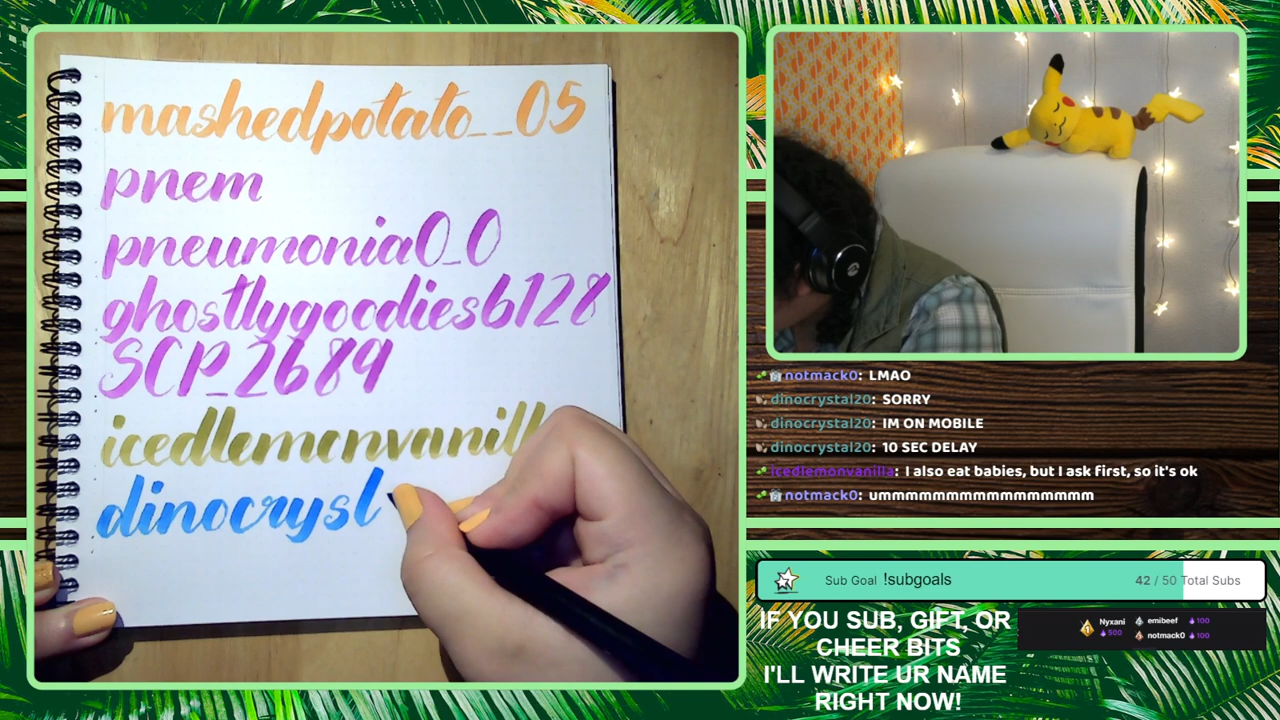 mashedpotato__05
pnem
pneumonia0_0
ghostlygoodies6128
SCP_2689
icedlemonvanill
dinocrysl
notmack0: LMAO
dinocrystal20: SORRY
dinocrystal20: IM ON MOBILE
dinocrystal20: 10 SEC DELAY
icedlemonvanilla: I also eat babies, but I ask first, so it's ok
notmack0: ummmmmmmmmmmmmmmm
Sub Goal !subgoals 42 / 50 Total Subs
IF YOU SUB, GIFT, OR
CHEER BITS
I'LL WRITE UR NAME
RIGHT NOW!
1 Nyxani 500
emibeef 100
notmack0 100